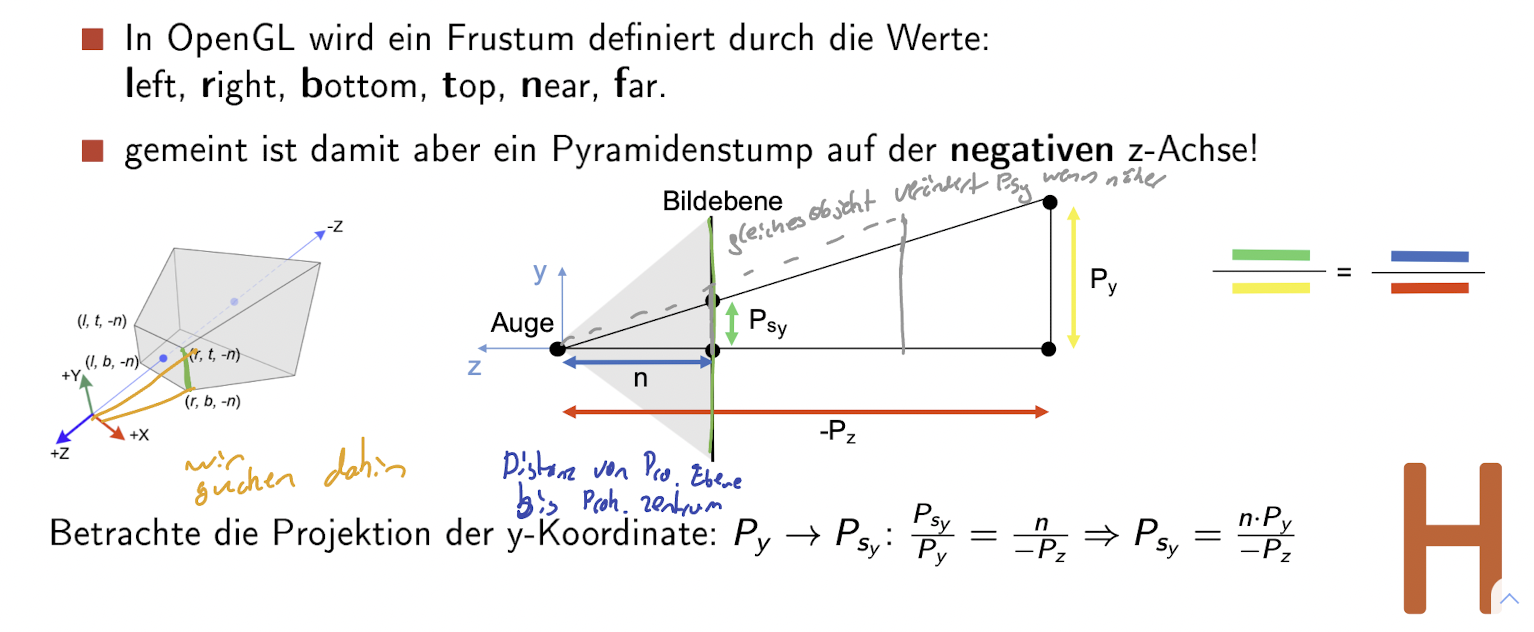 In OpenGL wird ein Frustum definiert durch die Werte:
left, right, bottom, top, near, far.
gemeint ist damit aber ein Pyramidenstump auf der negativen z-Achse!
gleiches objekt verändert Psy wenn näher
Bildebene
-Z
y
Auge
Psy
Py
=
z
n
-Pz
(l, t, -n)
(r, t, -n)
(l, b, -n)
+Y
(r, b, -n)
+X
+Z
wir
guchen dahin
Distanz von Pro. Ebene
bis Proh. zentrum
Betrachte die Projektion der y-Koordinate: Py → Psy: Psy/Py = n/−Pz ⇒ Psy = n·Py/−Pz
H